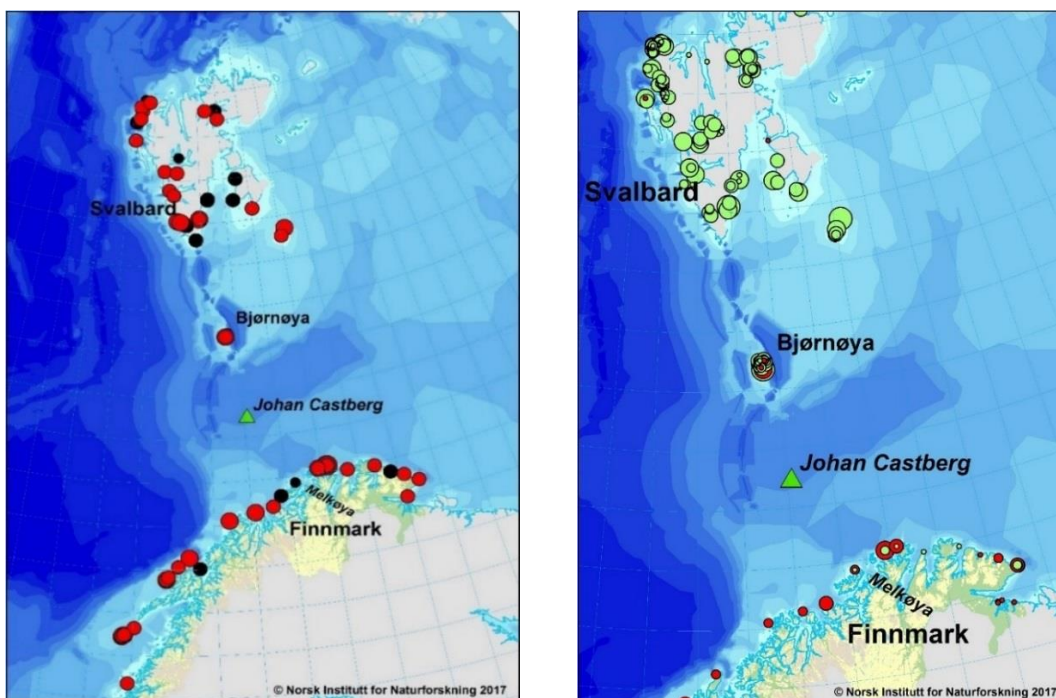 Svalbard
Bjørnøya
Johan Castberg
Melkøya
Finnmark
© Norsk Institutt for Naturforskning 2017
Svalbard
Bjørnøya
Johan Castberg
Melkøya
Finnmark
© Norsk Institutt for Naturforskning 2017